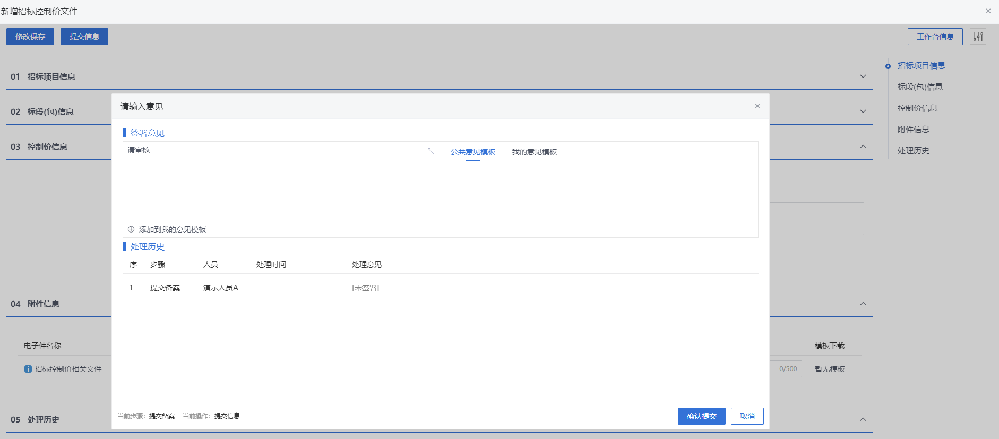 新增招标控制价文件
修改保存 提交信息 工作台信息
01 招标项目信息
02 标段(包)信息
03 控制价信息
招标项目信息
标段(包)信息
控制价信息
附件信息
处理历史
请输入意见
签署意见
请审核
公共意见模板 我的意见模板
添加到我的意见模板
处理历史
序 步骤 人员 处理时间 处理意见
1 提交备案 演示人员A -- [未签署]
当前步骤: 提交备案 当前操作: 提交信息
确认提交 取消
04 附件信息
电子件名称 模板下载
招标控制价相关文件 0/500 暂无模板
05 处理历史